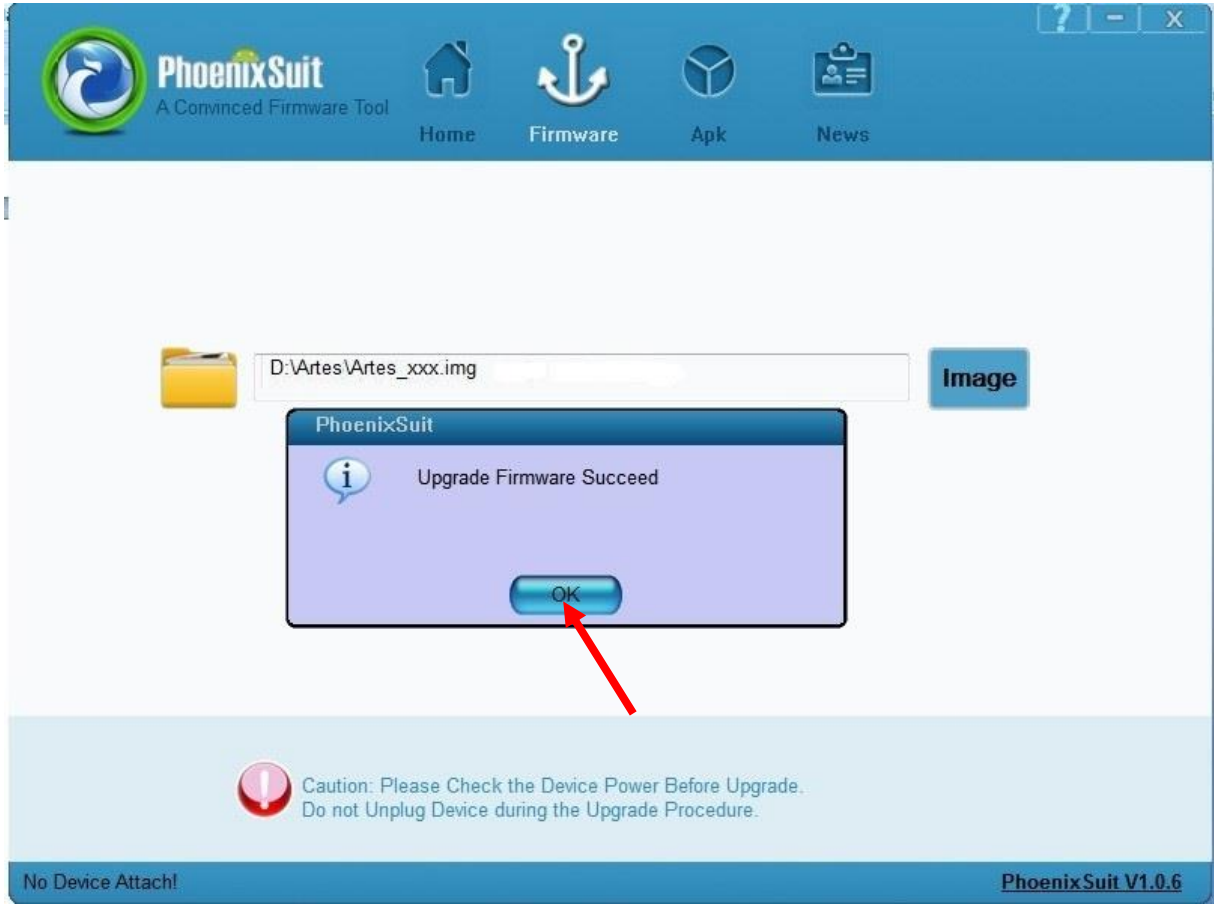 ? – X
PhoenixSuit
A Convinced Firmware Tool
Home Firmware Apk News
D:\Artes\Artes_xxx.img
Image
PhoenixSuit
i
Upgrade Firmware Succeed
OK
Caution: Please Check the Device Power Before Upgrade.
Do not Unplug Device during the Upgrade Procedure.
No Device Attach!
PhoenixSuit V1.0.6